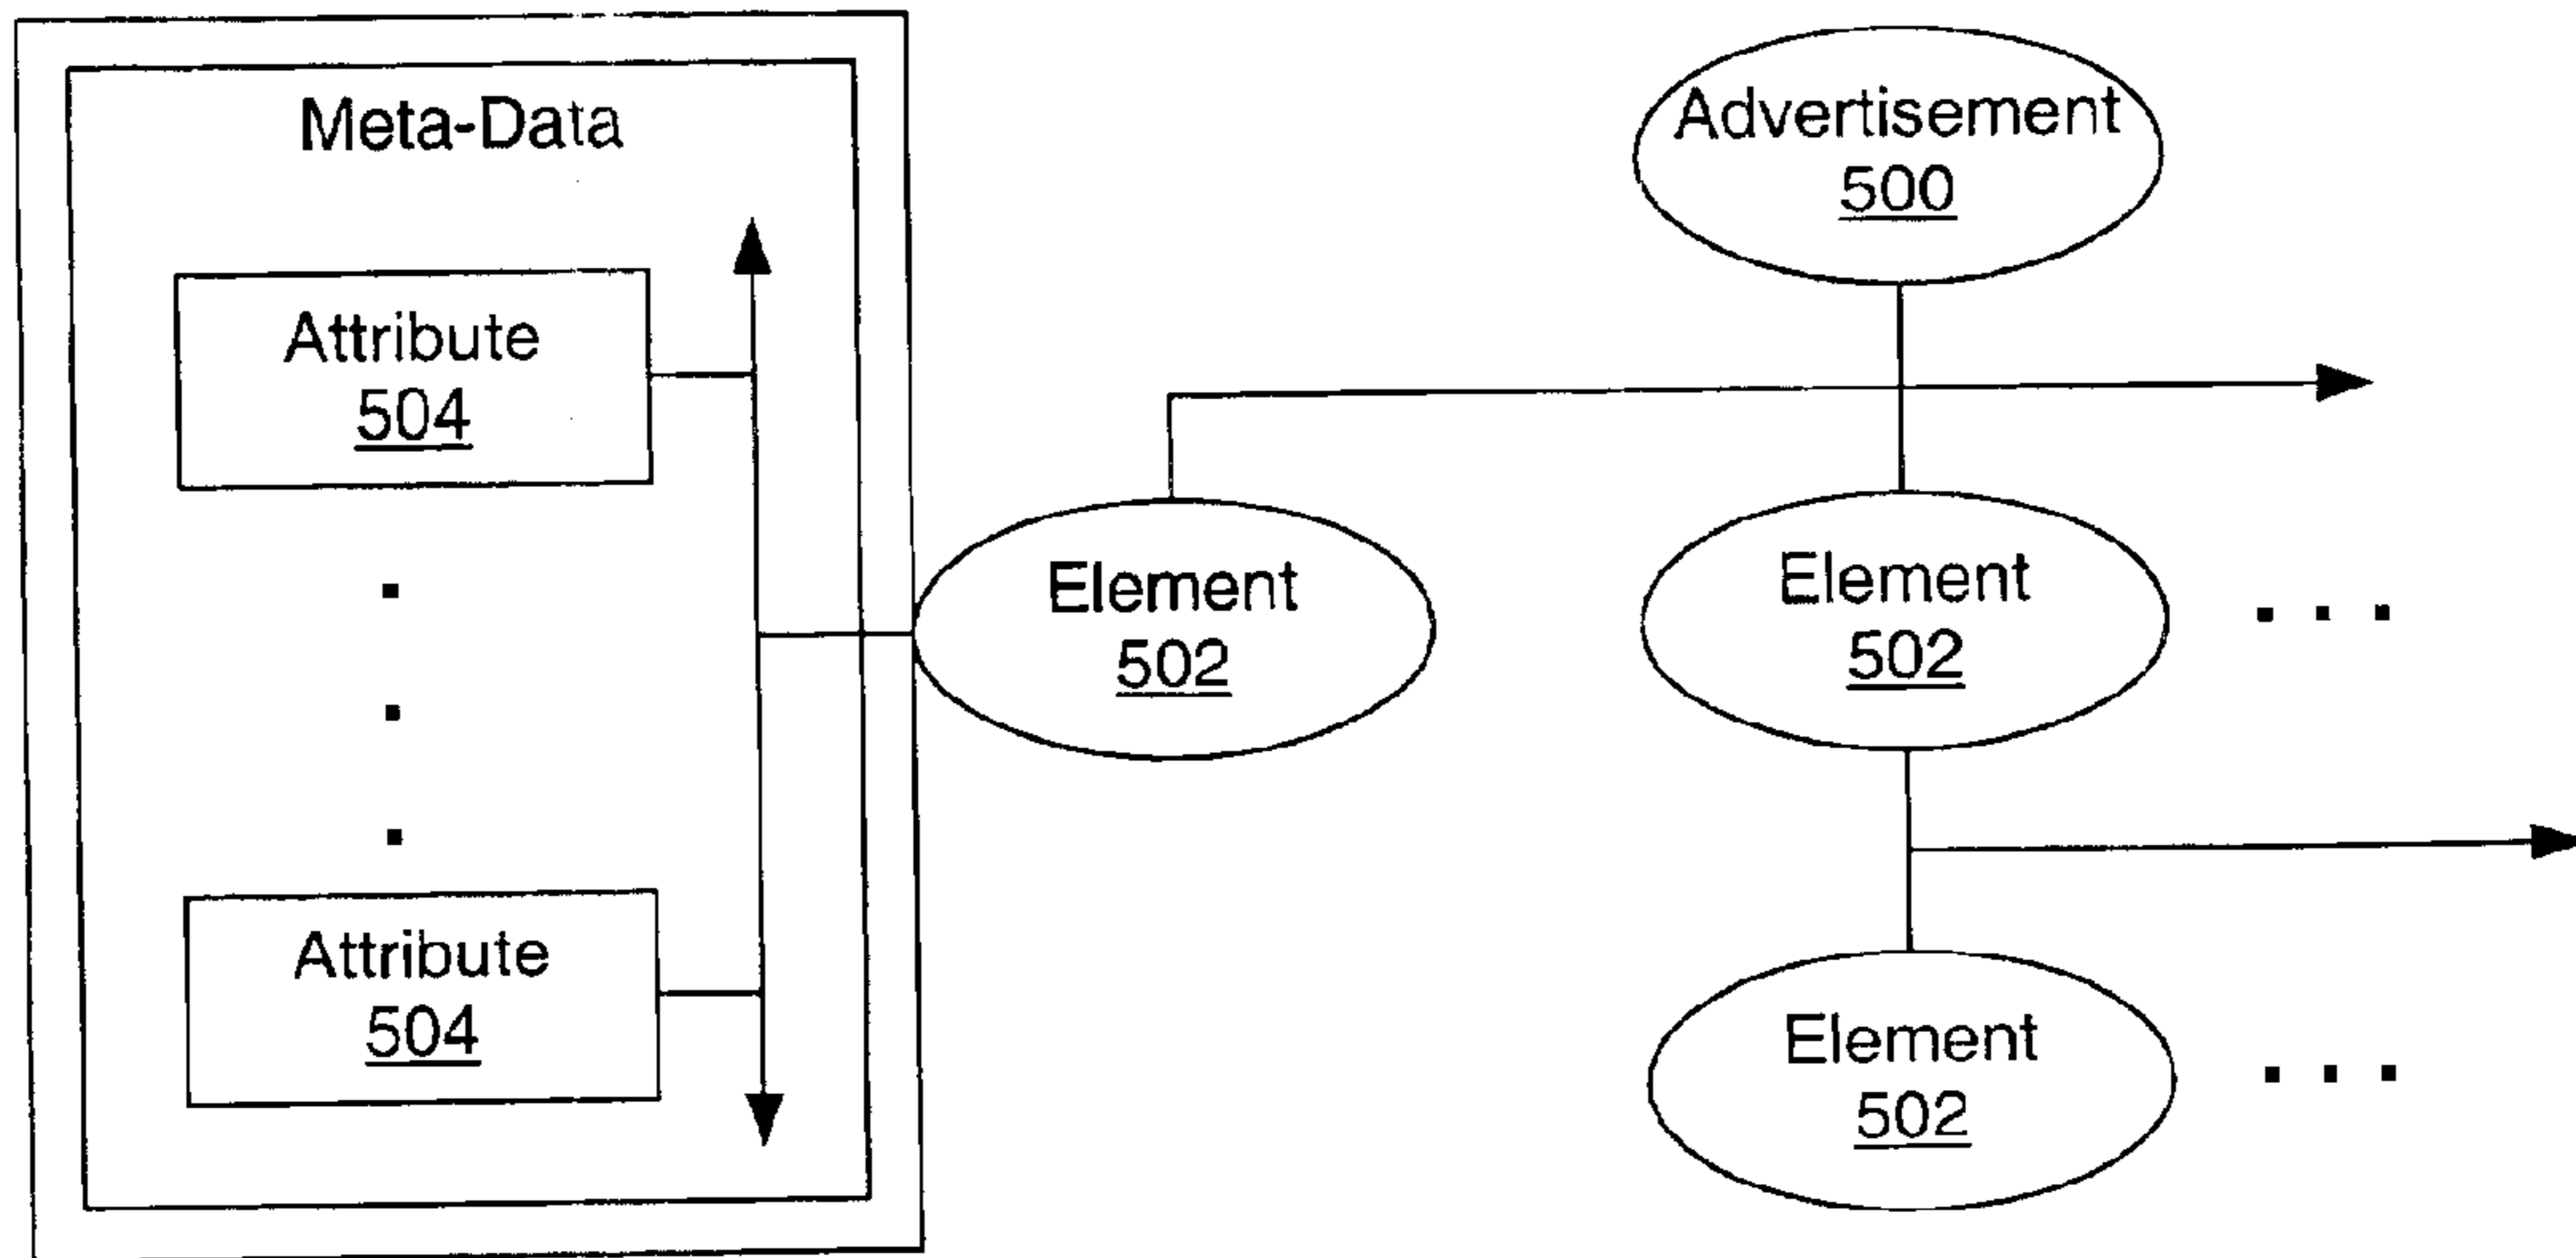 Meta-Data
Attribute
504
Attribute
504
Advertisement
500
Element
502
Element
502
Element
502